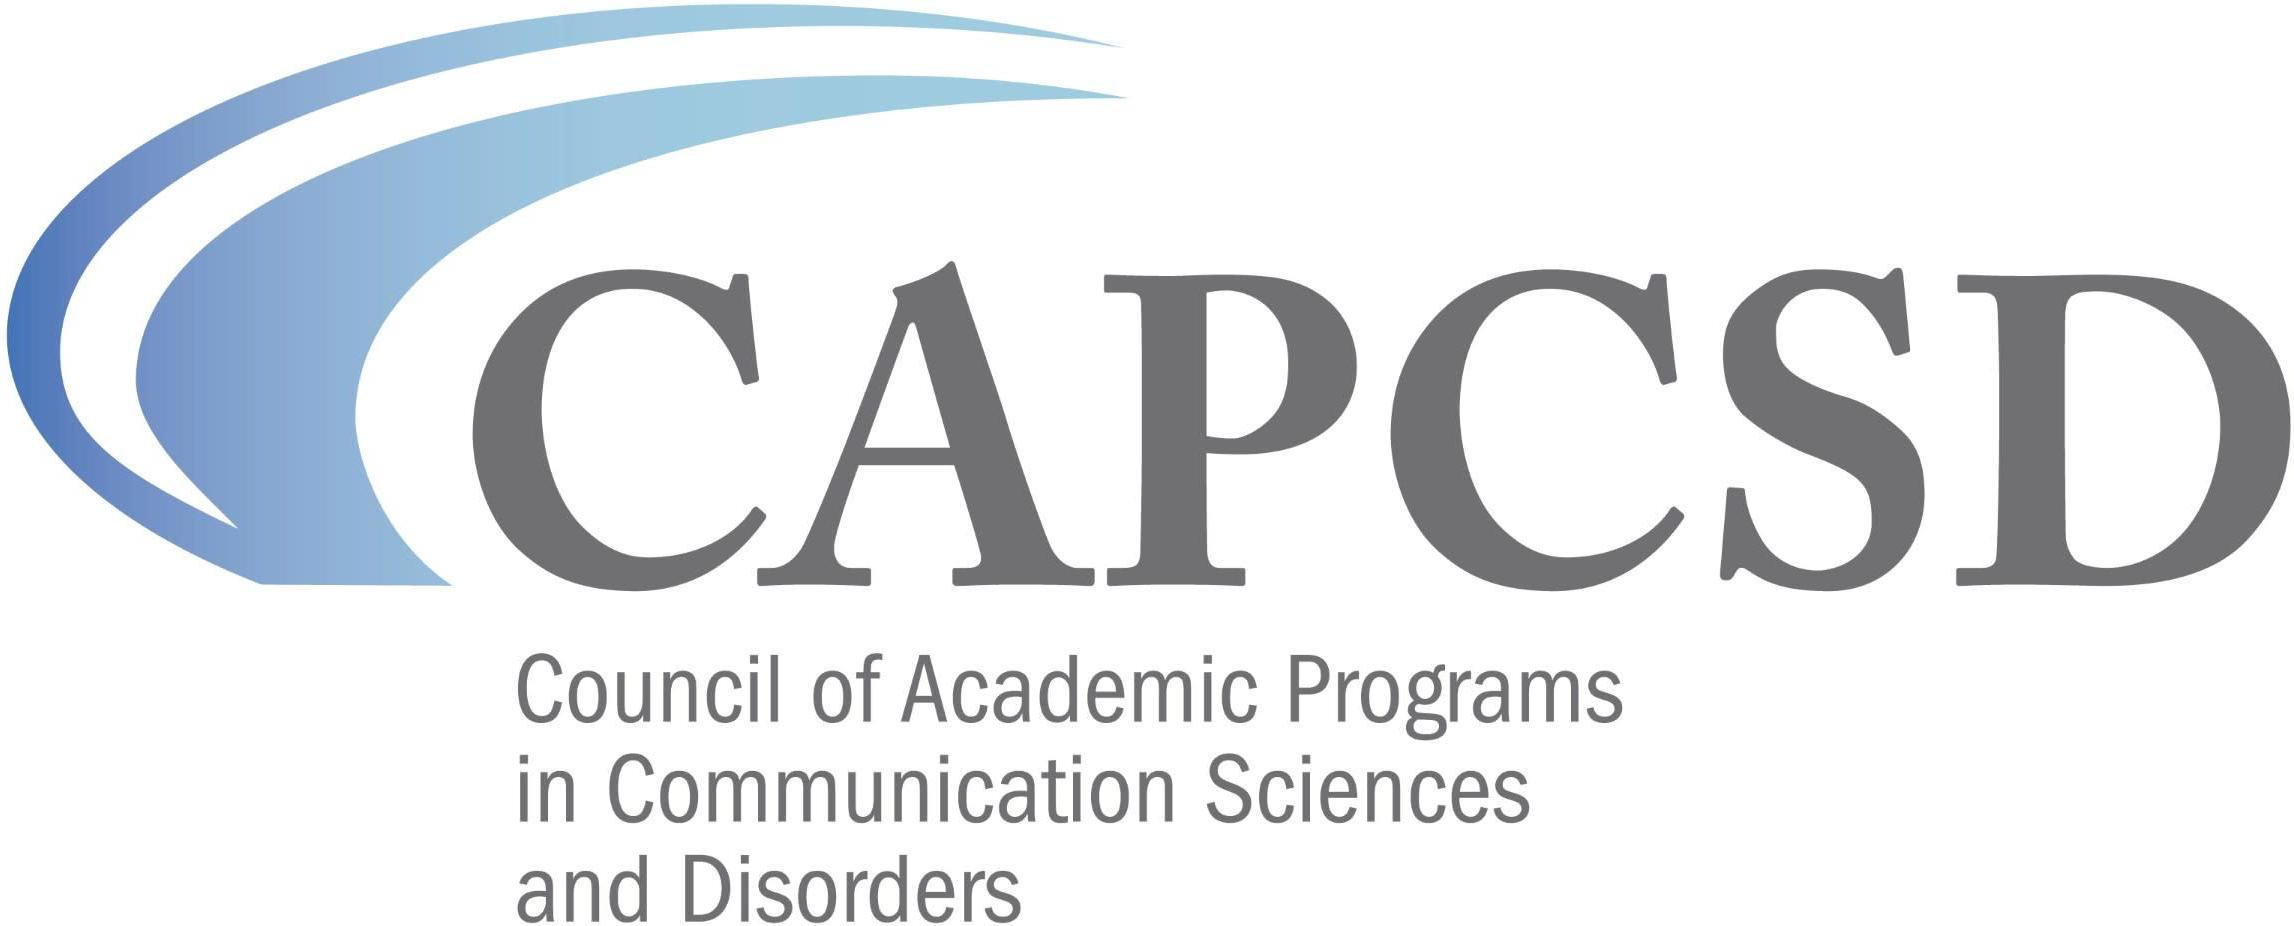 CAPCSD
Council of Academic Programs
in Communication Sciences
and Disorders